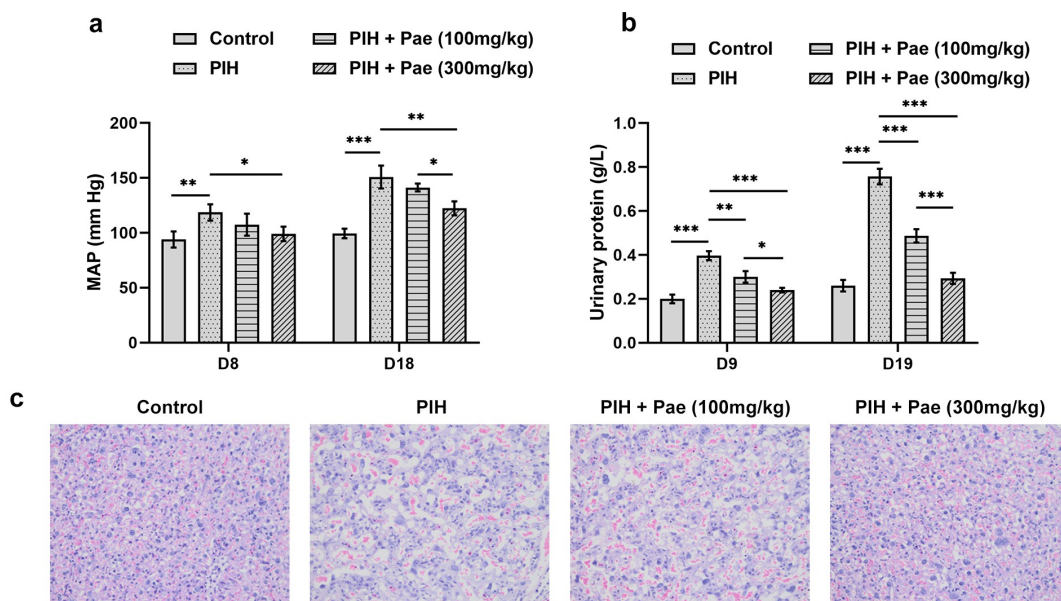 a
Control
PIH + Pae (100mg/kg)
PIH
PIH + Pae (300mg/kg)
MAP (mm Hg)
200
150
100
50
0
**
*
***
**
*
D8
D18
b
Control
PIH + Pae (100mg/kg)
PIH
PIH + Pae (300mg/kg)
Urinary protein (g/L)
1.0
0.8
0.6
0.4
0.2
0.0
***
**
***
*
***
***
***
***
D9
D19
c
Control
PIH
PIH + Pae (100mg/kg)
PIH + Pae (300mg/kg)